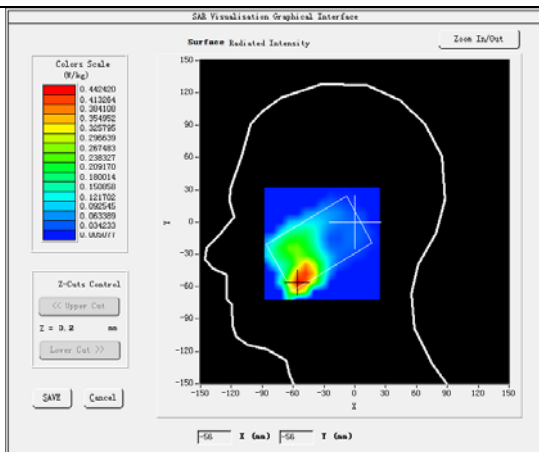 SAR Visualisation Graphical Interface
Surface Radiated Intensity
Zoom In/Out
Colors Scale
(W/kg)
0.442420
0.413264
0.384108
0.354952
0.325795
0.296639
0.267483
0.238327
0.209170
0.180014
0.150858
0.121702
0.092545
0.063389
0.034233
0.005077
Z-Cuts Control
<< Upper Cut
Z = 3.2 mm
Lower Cut >>
SAVE Cancel
150
120
90
60
30
0
-30
-60
-90
-120
-150
Y
-150 -120 -90 -60 -30 0 30 60 90 120 150
X
-56 X (mm) -56 Y (mm)